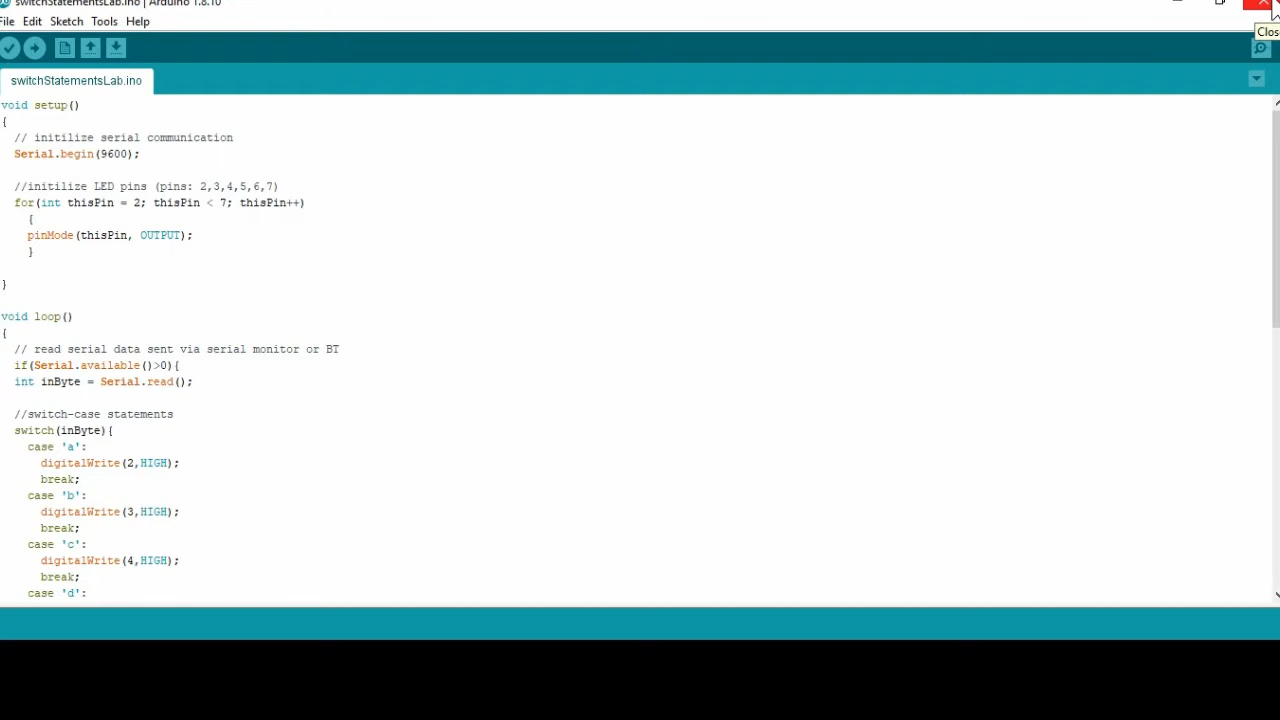 switchStatementsLab.ino | Arduino 1.8.10
File Edit Sketch Tools Help
Clos
switchStatementsLab.ino
void setup()
{
// initilize serial communication
Serial.begin(9600);
//initilize LED pins (pins: 2,3,4,5,6,7)
for(int thisPin = 2; thisPin < 7; thisPin++)
{
pinMode(thisPin, OUTPUT);
}
}
void loop()
{
// read serial data sent via serial monitor or BT
if(Serial.available()>0){
int inByte = Serial.read();
//switch-case statements
switch(inByte){
case 'a':
digitalWrite(2,HIGH);
break;
case 'b':
digitalWrite(3,HIGH);
break;
case 'c':
digitalWrite(4,HIGH);
break;
case 'd':